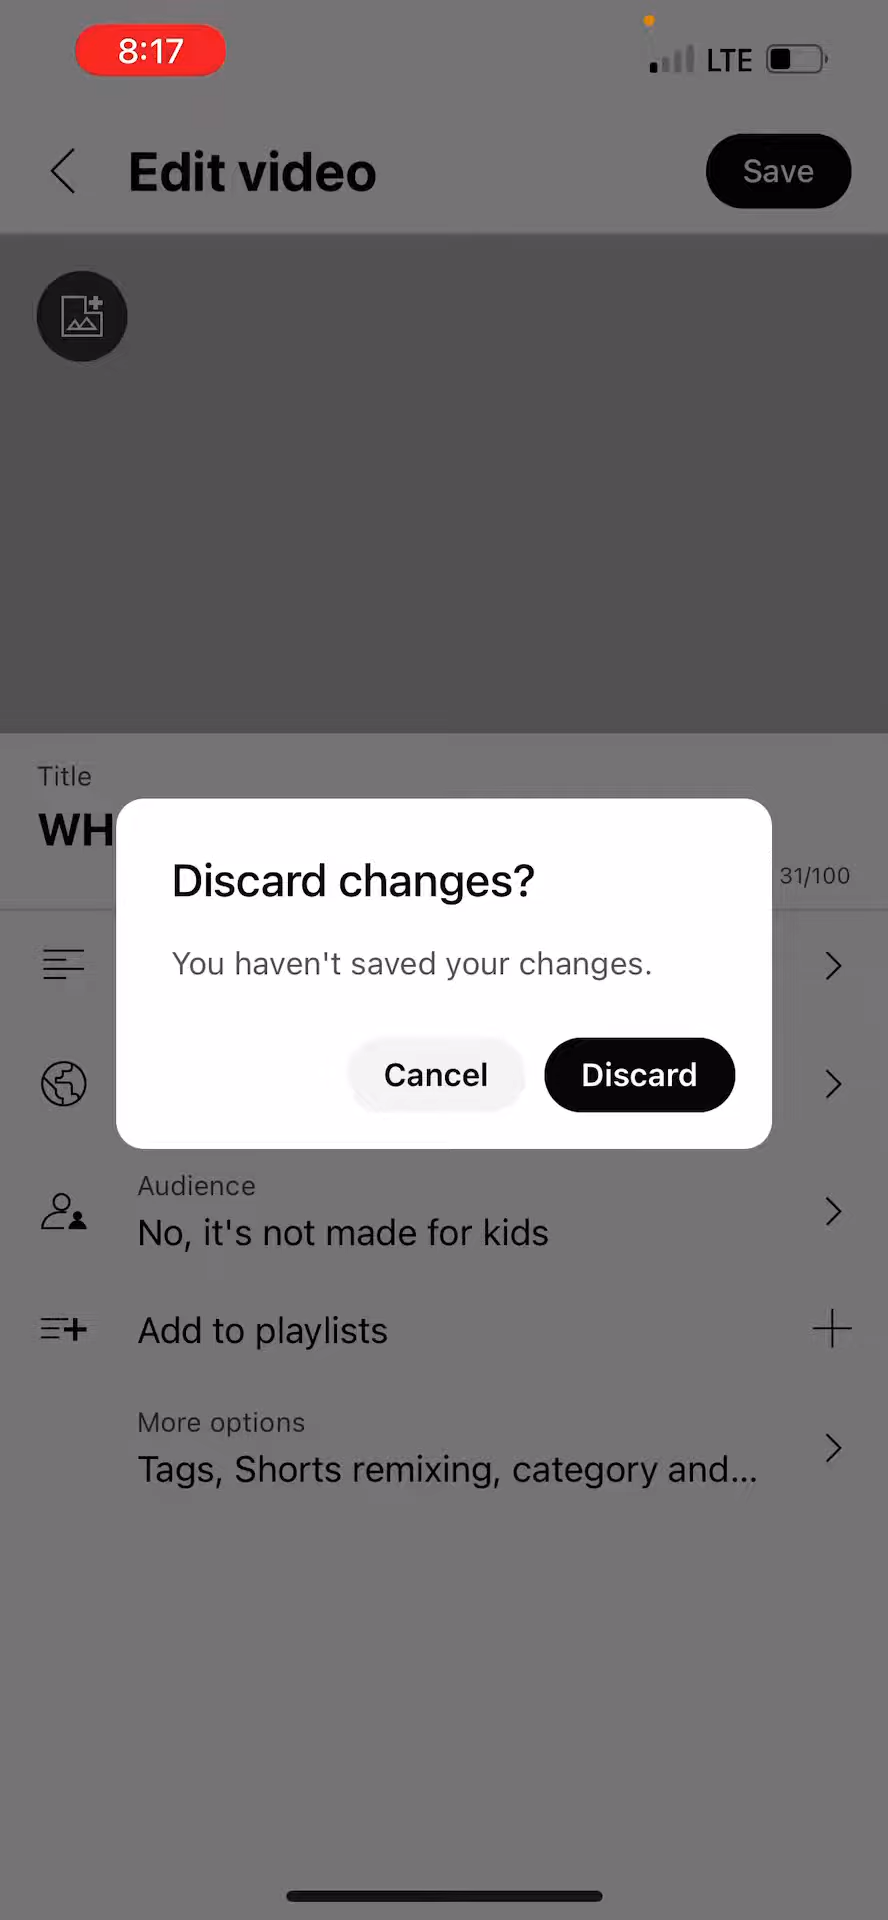 8:17
LTE
Edit video
Save
Title
WH
31/100
Discard changes?
You haven't saved your changes.
Cancel
Discard
Audience
No, it's not made for kids
Add to playlists
More options
Tags, Shorts remixing, category and...